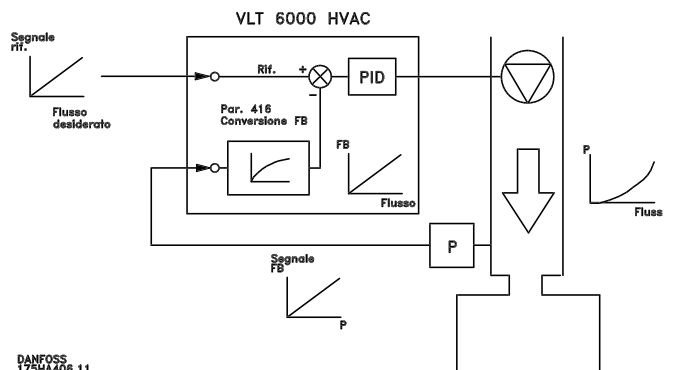 VLT 6000 HVAC
Segnale
rif.
Flusso
desiderato
Rif.
+
−
PID
Par. 416
Conversione FB
FB
Flusso
P
Fluss
P
Segnale
FB
P
DANFOSS
175HA406.11